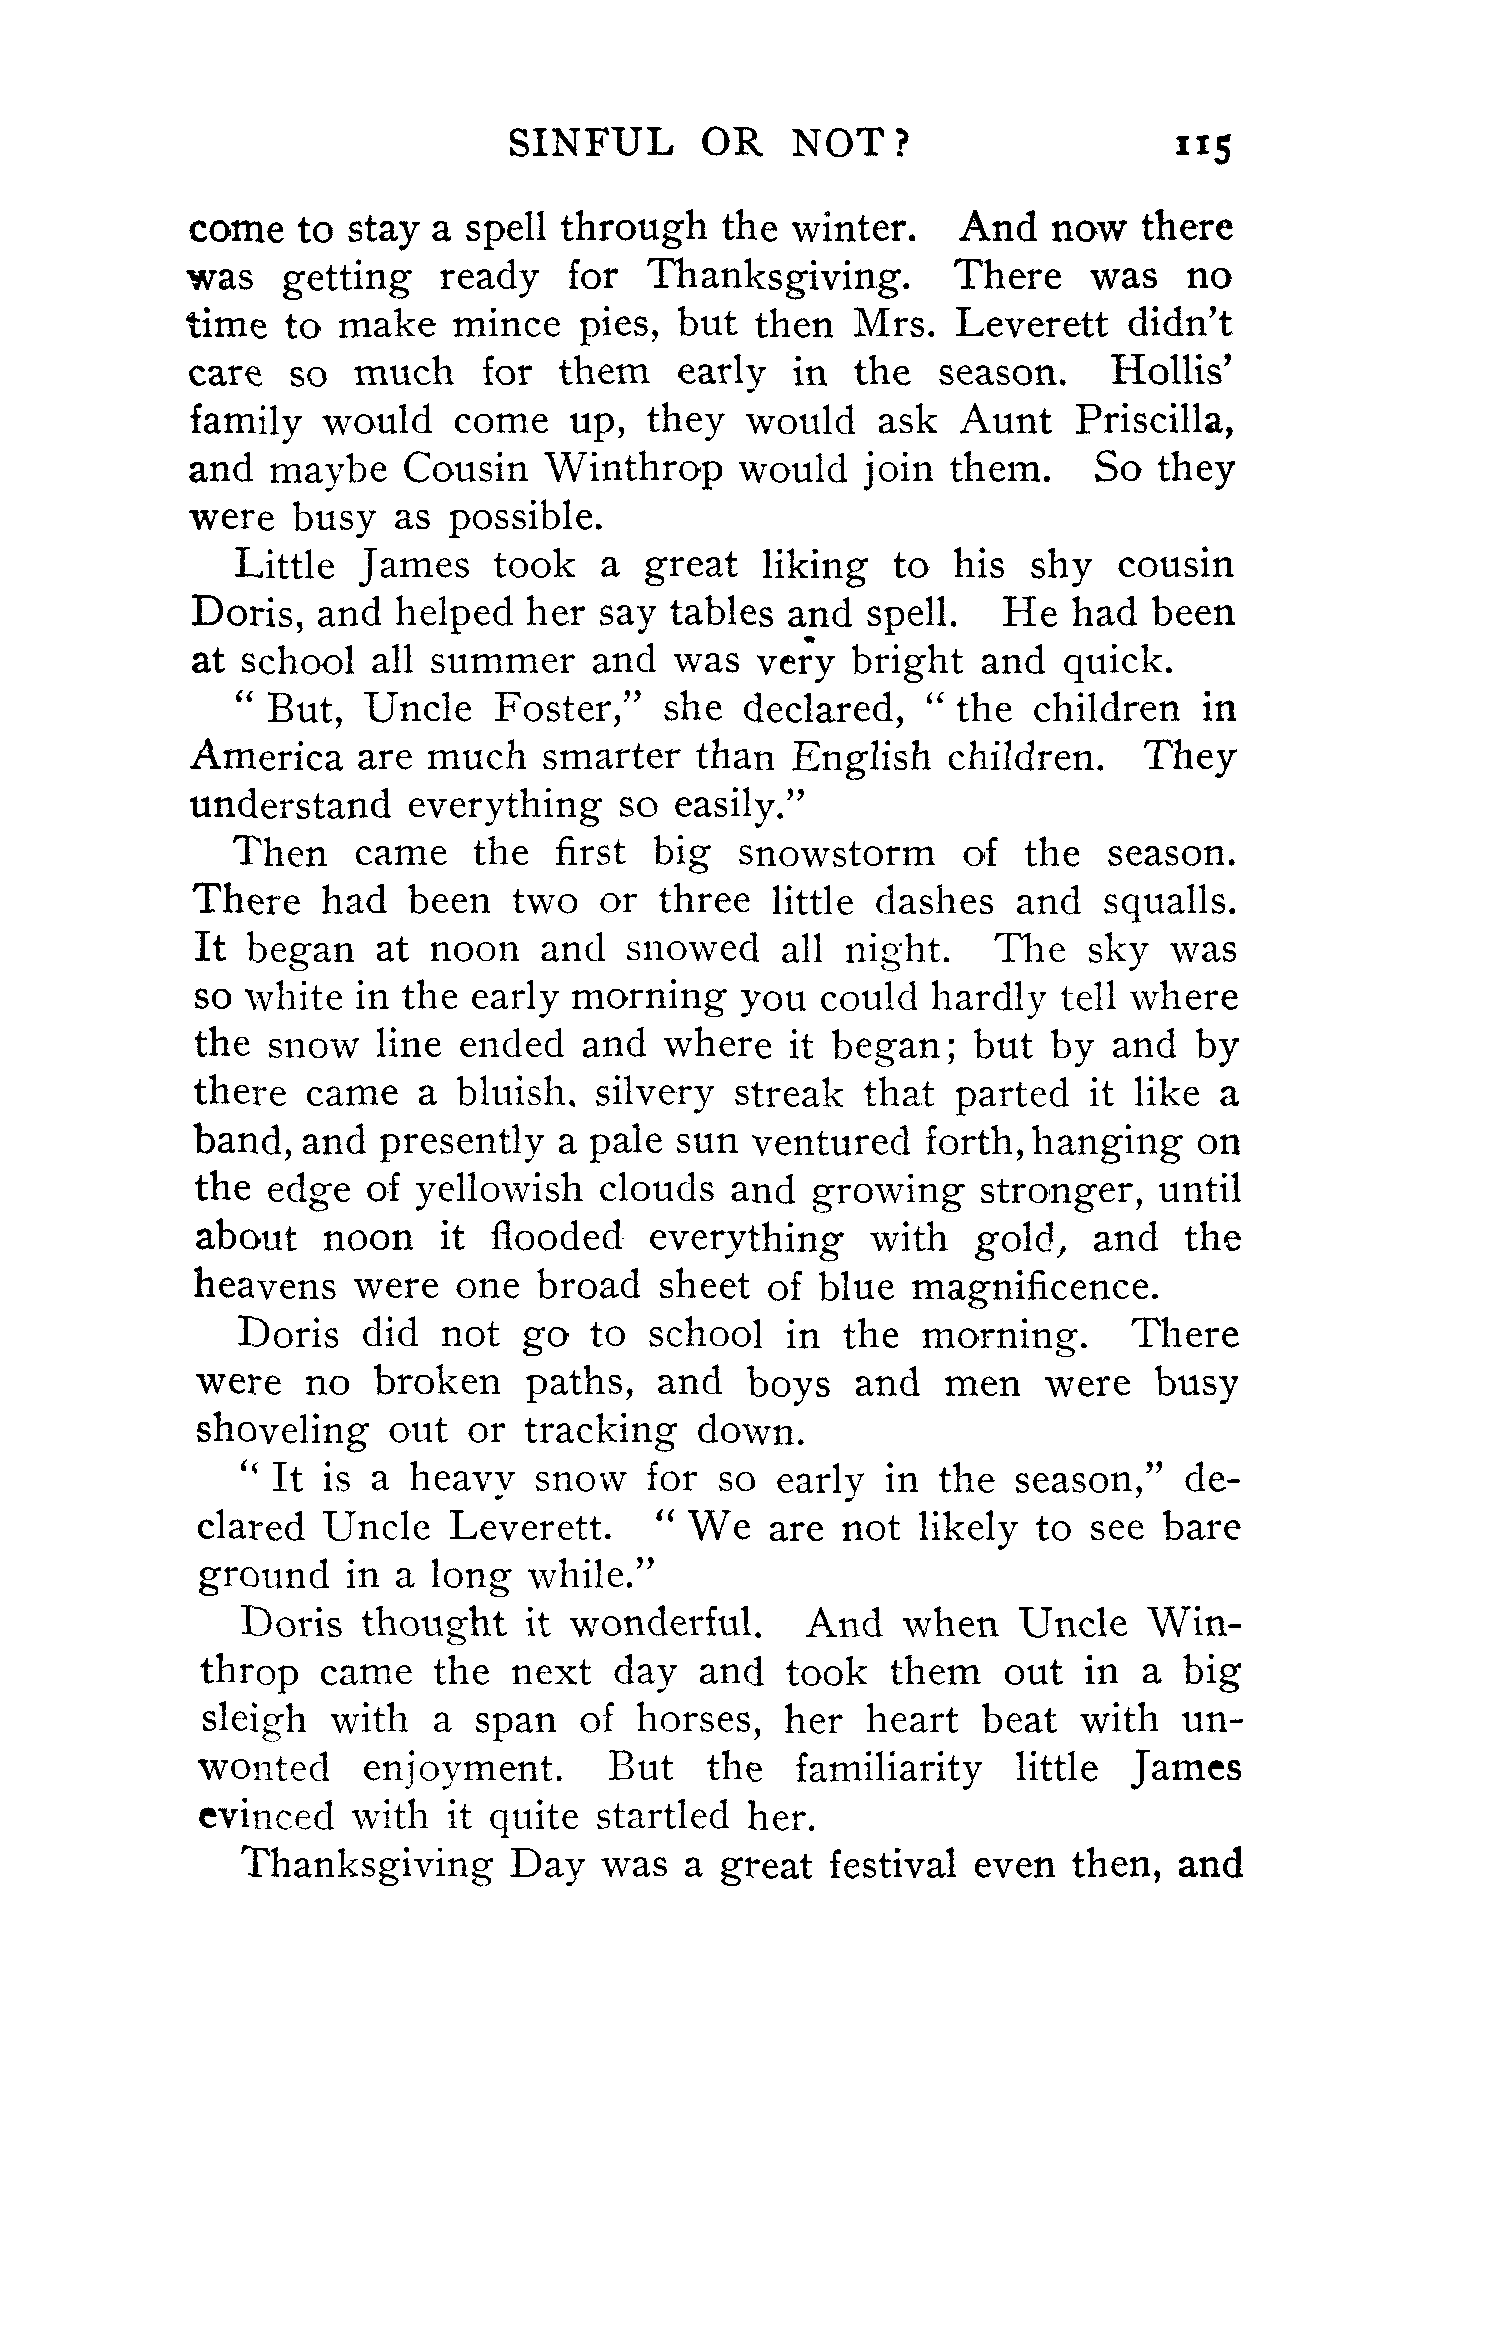 SINFUL OR NOT? 115
come to stay a spell through the winter. And now there
was getting ready for Thanksgiving. There was no
time to make mince pies, but then Mrs. Leverett didn't
care so much for them early in the season. Hollis'
family would come up, they would ask Aunt Priscilla,
and maybe Cousin Winthrop would join them. So they
were busy as possible.
Little James took a great liking to his shy cousin
Doris, and helped her say tables and spell. He had been
at school all summer and was very bright and quick.
" But, Uncle Foster," she declared, " the children in
America are much smarter than English children. They
understand everything so easily."
Then came the first big snowstorm of the season.
There had been two or three little dashes and squalls.
It began at noon and snowed all night. The sky was
so white in the early morning you could hardly tell where
the snow line ended and where it began; but by and by
there came a bluish, silvery streak that parted it like a
band, and presently a pale sun ventured forth, hanging on
the edge of yellowish clouds and growing stronger, until
about noon it flooded everything with gold, and the
heavens were one broad sheet of blue magnificence.
Doris did not go to school in the morning. There
were no broken paths, and boys and men were busy
shoveling out or tracking down.
" It is a heavy snow for so early in the season," de-
clared Uncle Leverett. " We are not likely to see bare
ground in a long while."
Doris thought it wonderful. And when Uncle Win-
throp came the next day and took them out in a big
sleigh with a span of horses, her heart beat with un-
wonted enjoyment. But the familiarity little James
evinced with it quite startled her.
Thanksgiving Day was a great festival even then, and